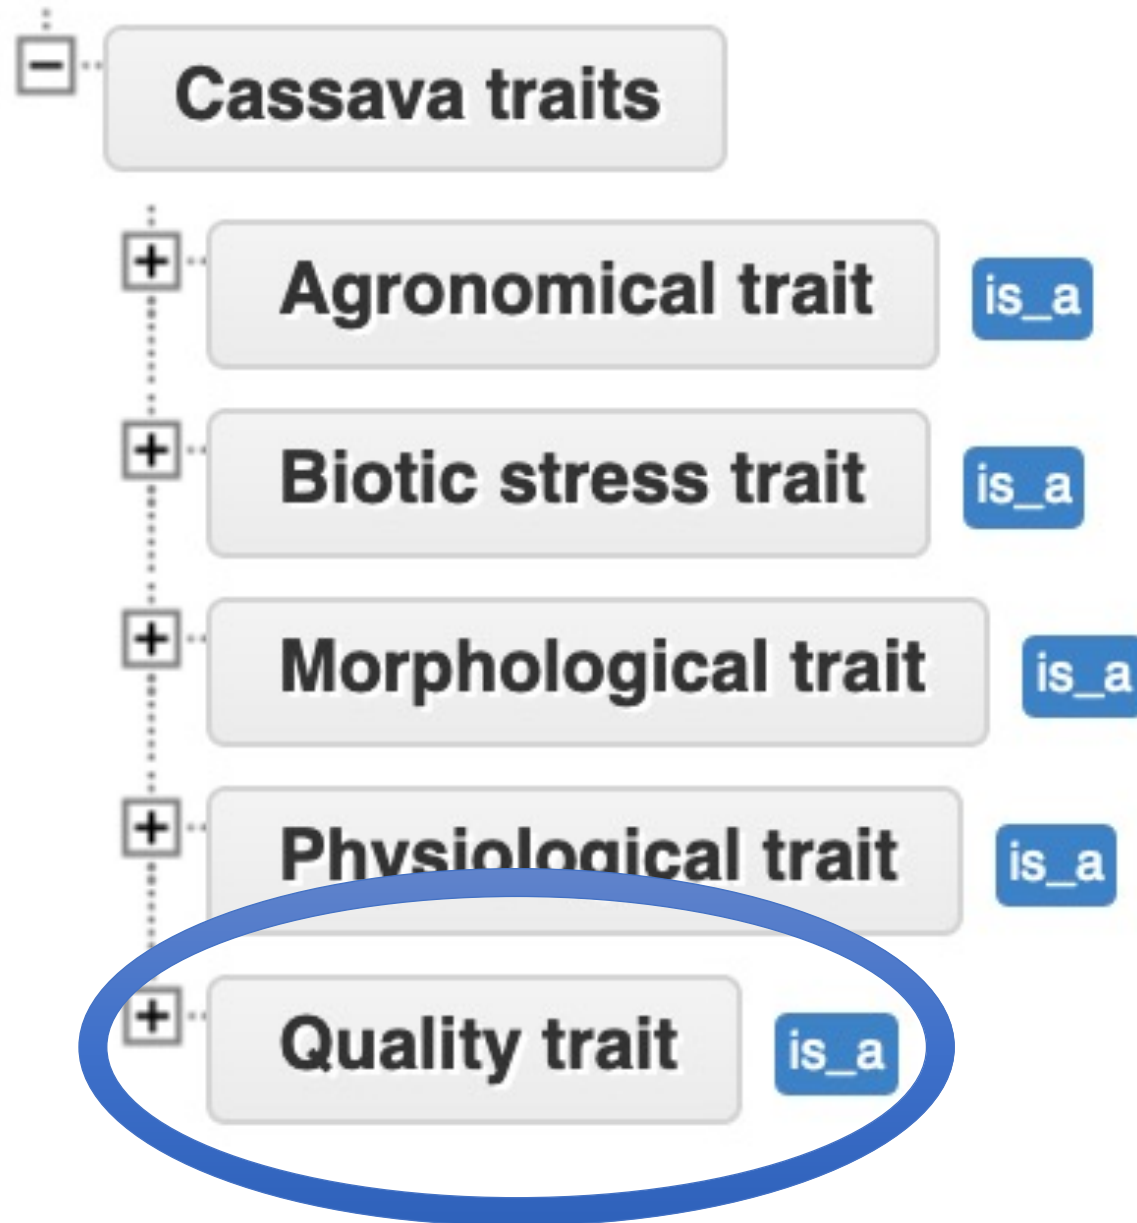 Cassava traits
Agronomical trait is_a
Biotic stress trait is_a
Morphological trait is_a
Physiological trait is_a
Quality trait is_a